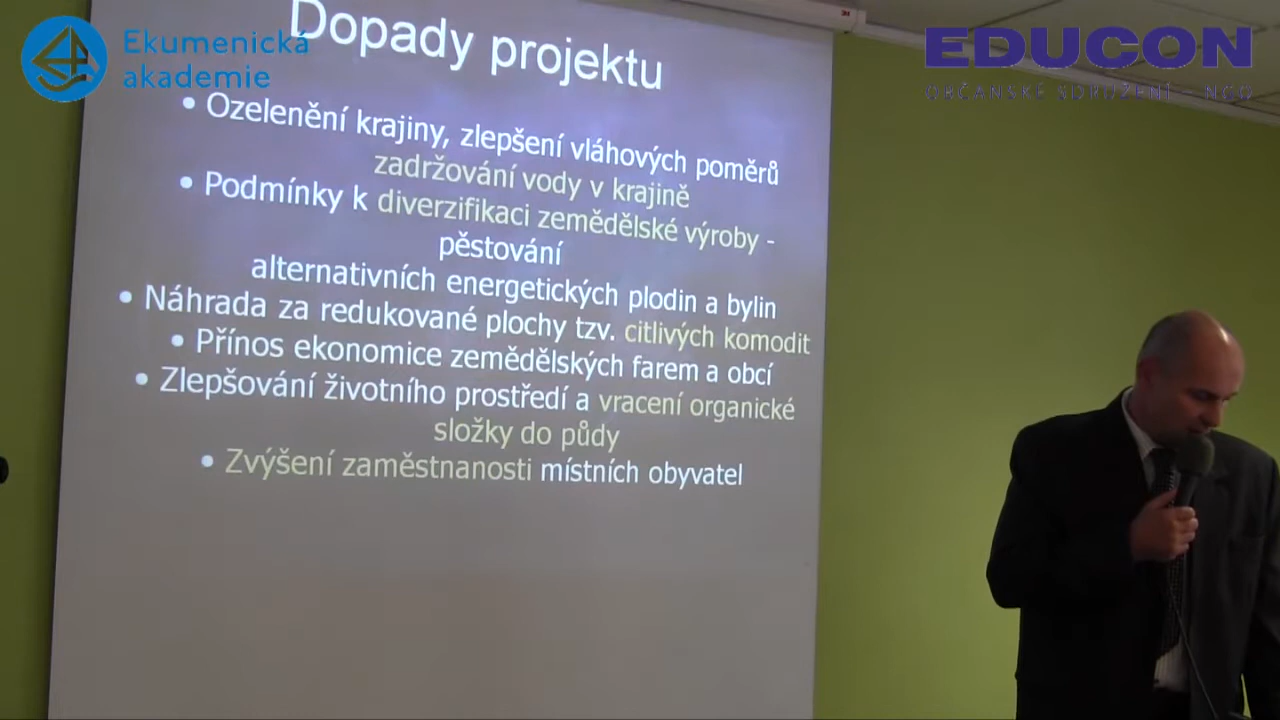 Ekumenická
akademie
EDUCON
OBČANSKÉ SDRUŽENÍ - NGO
Dopady projektu
• Ozelenění krajiny, zlepšení vláhových poměrů
zadržování vody v krajině
• Podmínky k diverzifikaci zemědělské výroby -
pěstování
alternativních energetických plodin a bylin
• Náhrada za redukované plochy tzv. citlivých komodit
• Přínos ekonomice zemědělských farem a obcí
• Zlepšování životního prostředí a vracení organické
složky do půdy
• Zvýšení zaměstnanosti místních obyvatel